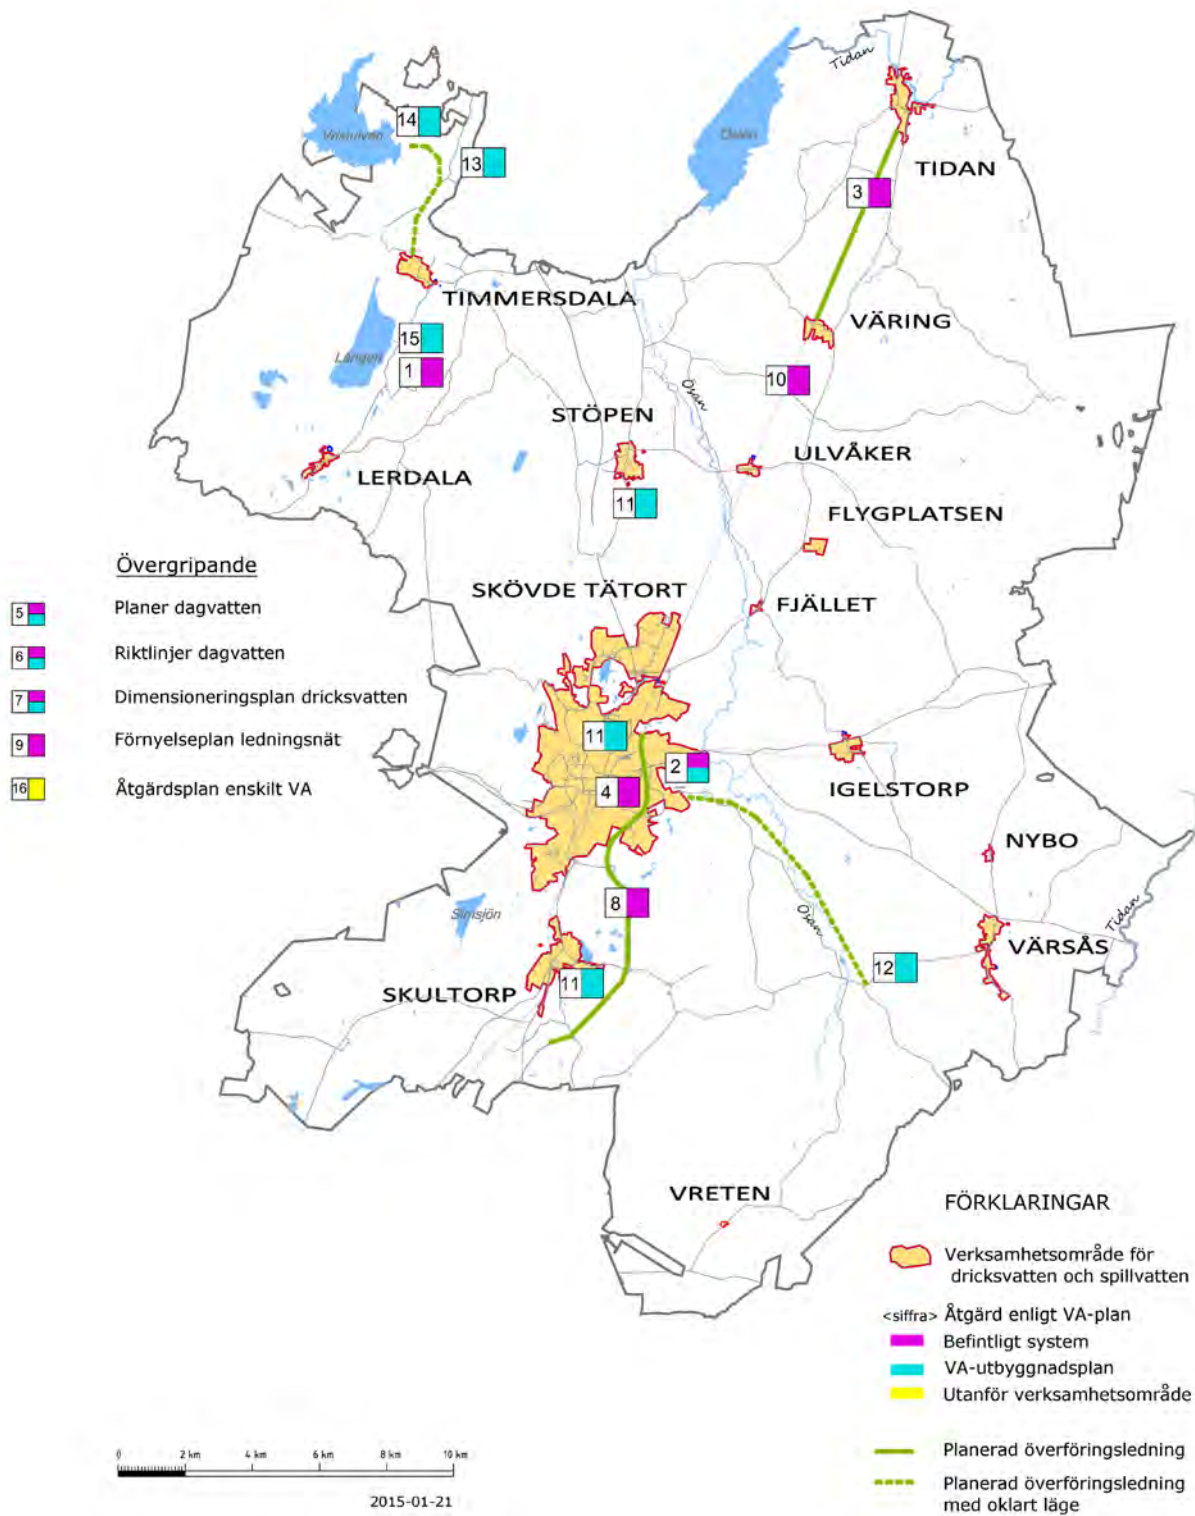 Tidan
Östen
14
Vristulven
13
TIDAN
3
TIMMERSDALA
VÄRING
15
Lången
1
10
Ösan
STÖPEN
ULVÅKER
LERDALA
11
FLYGPLATSEN
Övergripande
SKÖVDE TÄTORT
5 Planer dagvatten
FJÄLLET
6 Riktlinjer dagvatten
7 Dimensioneringsplan dricksvatten
9 Förnyelseplan ledningsnät
11
2
16 Åtgärdsplan enskilt VA
4
IGELSTORP
NYBO
8
Simsjön
Ösan
Tidan
VÄRSÅS
12
SKULTORP
11
VRETEN
FÖRKLARINGAR
Verksamhetsområde för
dricksvatten och spillvatten
<siffra> Åtgärd enligt VA-plan
Befintligt system
VA-utbyggnadsplan
Utanför verksamhetsområde
Planerad överföringsledning
Planerad överföringsledning
med oklart läge
0 2 km 4 km 6 km 8 km 10 km
2015-01-21